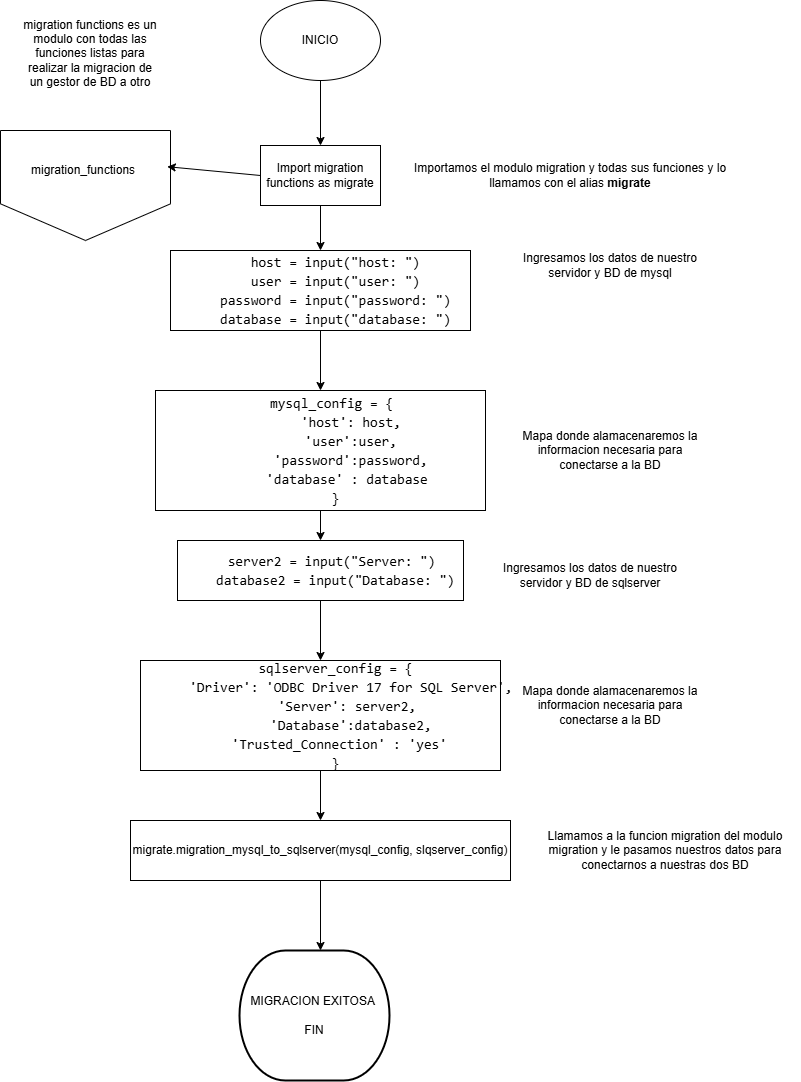 migration functions es un
modulo con todas las
funciones listas para
realizar la migracion de
un gestor de BD a otro
INICIO
migration_functions
Import migration
functions as migrate
Importamos el modulo migration y todas sus funciones y lo
llamamos con el alias migrate
host = input("host: ")
user = input("user: ")
password = input("password: ")
database = input("database: ")
Ingresamos los datos de nuestro
servidor y BD de mysql
mysql_config = {
'host': host,
'user':user,
'password':password,
'database' : database
}
Mapa donde alamacenaremos la
informacion necesaria para
conectarse a la BD
server2 = input("Server: ")
database2 = input("Database: ")
Ingresamos los datos de nuestro
servidor y BD de sqlserver
sqlserver_config = {
'Driver': 'ODBC Driver 17 for SQL Server',
'Server': server2,
'Database':database2,
'Trusted_Connection' : 'yes'
}
Mapa donde alamacenaremos la
informacion necesaria para
conectarse a la BD
migrate.migration_mysql_to_sqlserver(mysql_config, slqserver_config)
Llamamos a la funcion migration del modulo
migration y le pasamos nuestros datos para
conectarnos a nuestras dos BD
MIGRACION EXITOSA
FIN